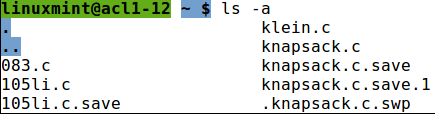 linuxmint@acl1-12 ~ $ ls -a
. klein.c
.. knapsack.c
083.c knapsack.c.save
105li.c knapsack.c.save.1
105li.c.save .knapsack.c.swp